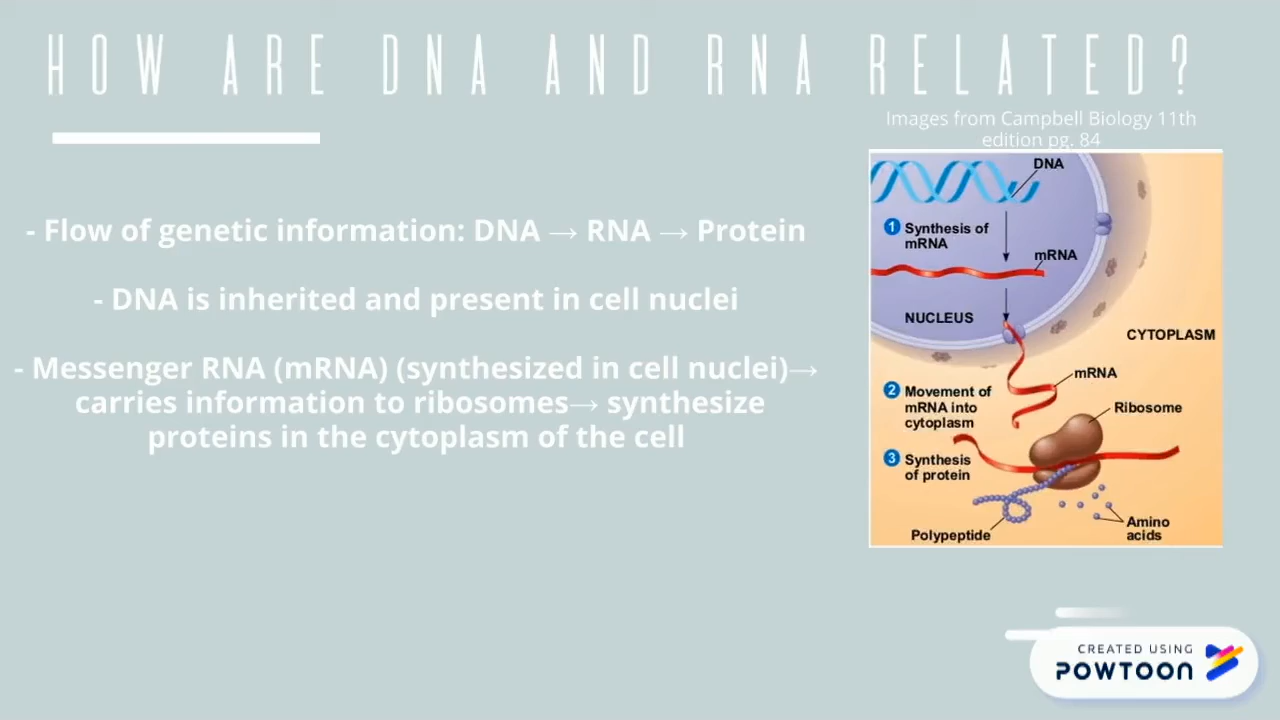 HOW ARE DNA AND RNA RELATED?
Images from Campbell Biology 11th
edition pg. 84
- Flow of genetic information: DNA → RNA → Protein
- DNA is inherited and present in cell nuclei
- Messenger RNA (mRNA) (synthesized in cell nuclei)→
carries information to ribosomes→ synthesize
proteins in the cytoplasm of the cell
DNA
1 Synthesis of
mRNA
mRNA
NUCLEUS
CYTOPLASM
mRNA
2 Movement of
mRNA into
cytoplasm
Ribosome
3 Synthesis
of protein
Polypeptide
Amino
acids
CREATED USING
POWTOON